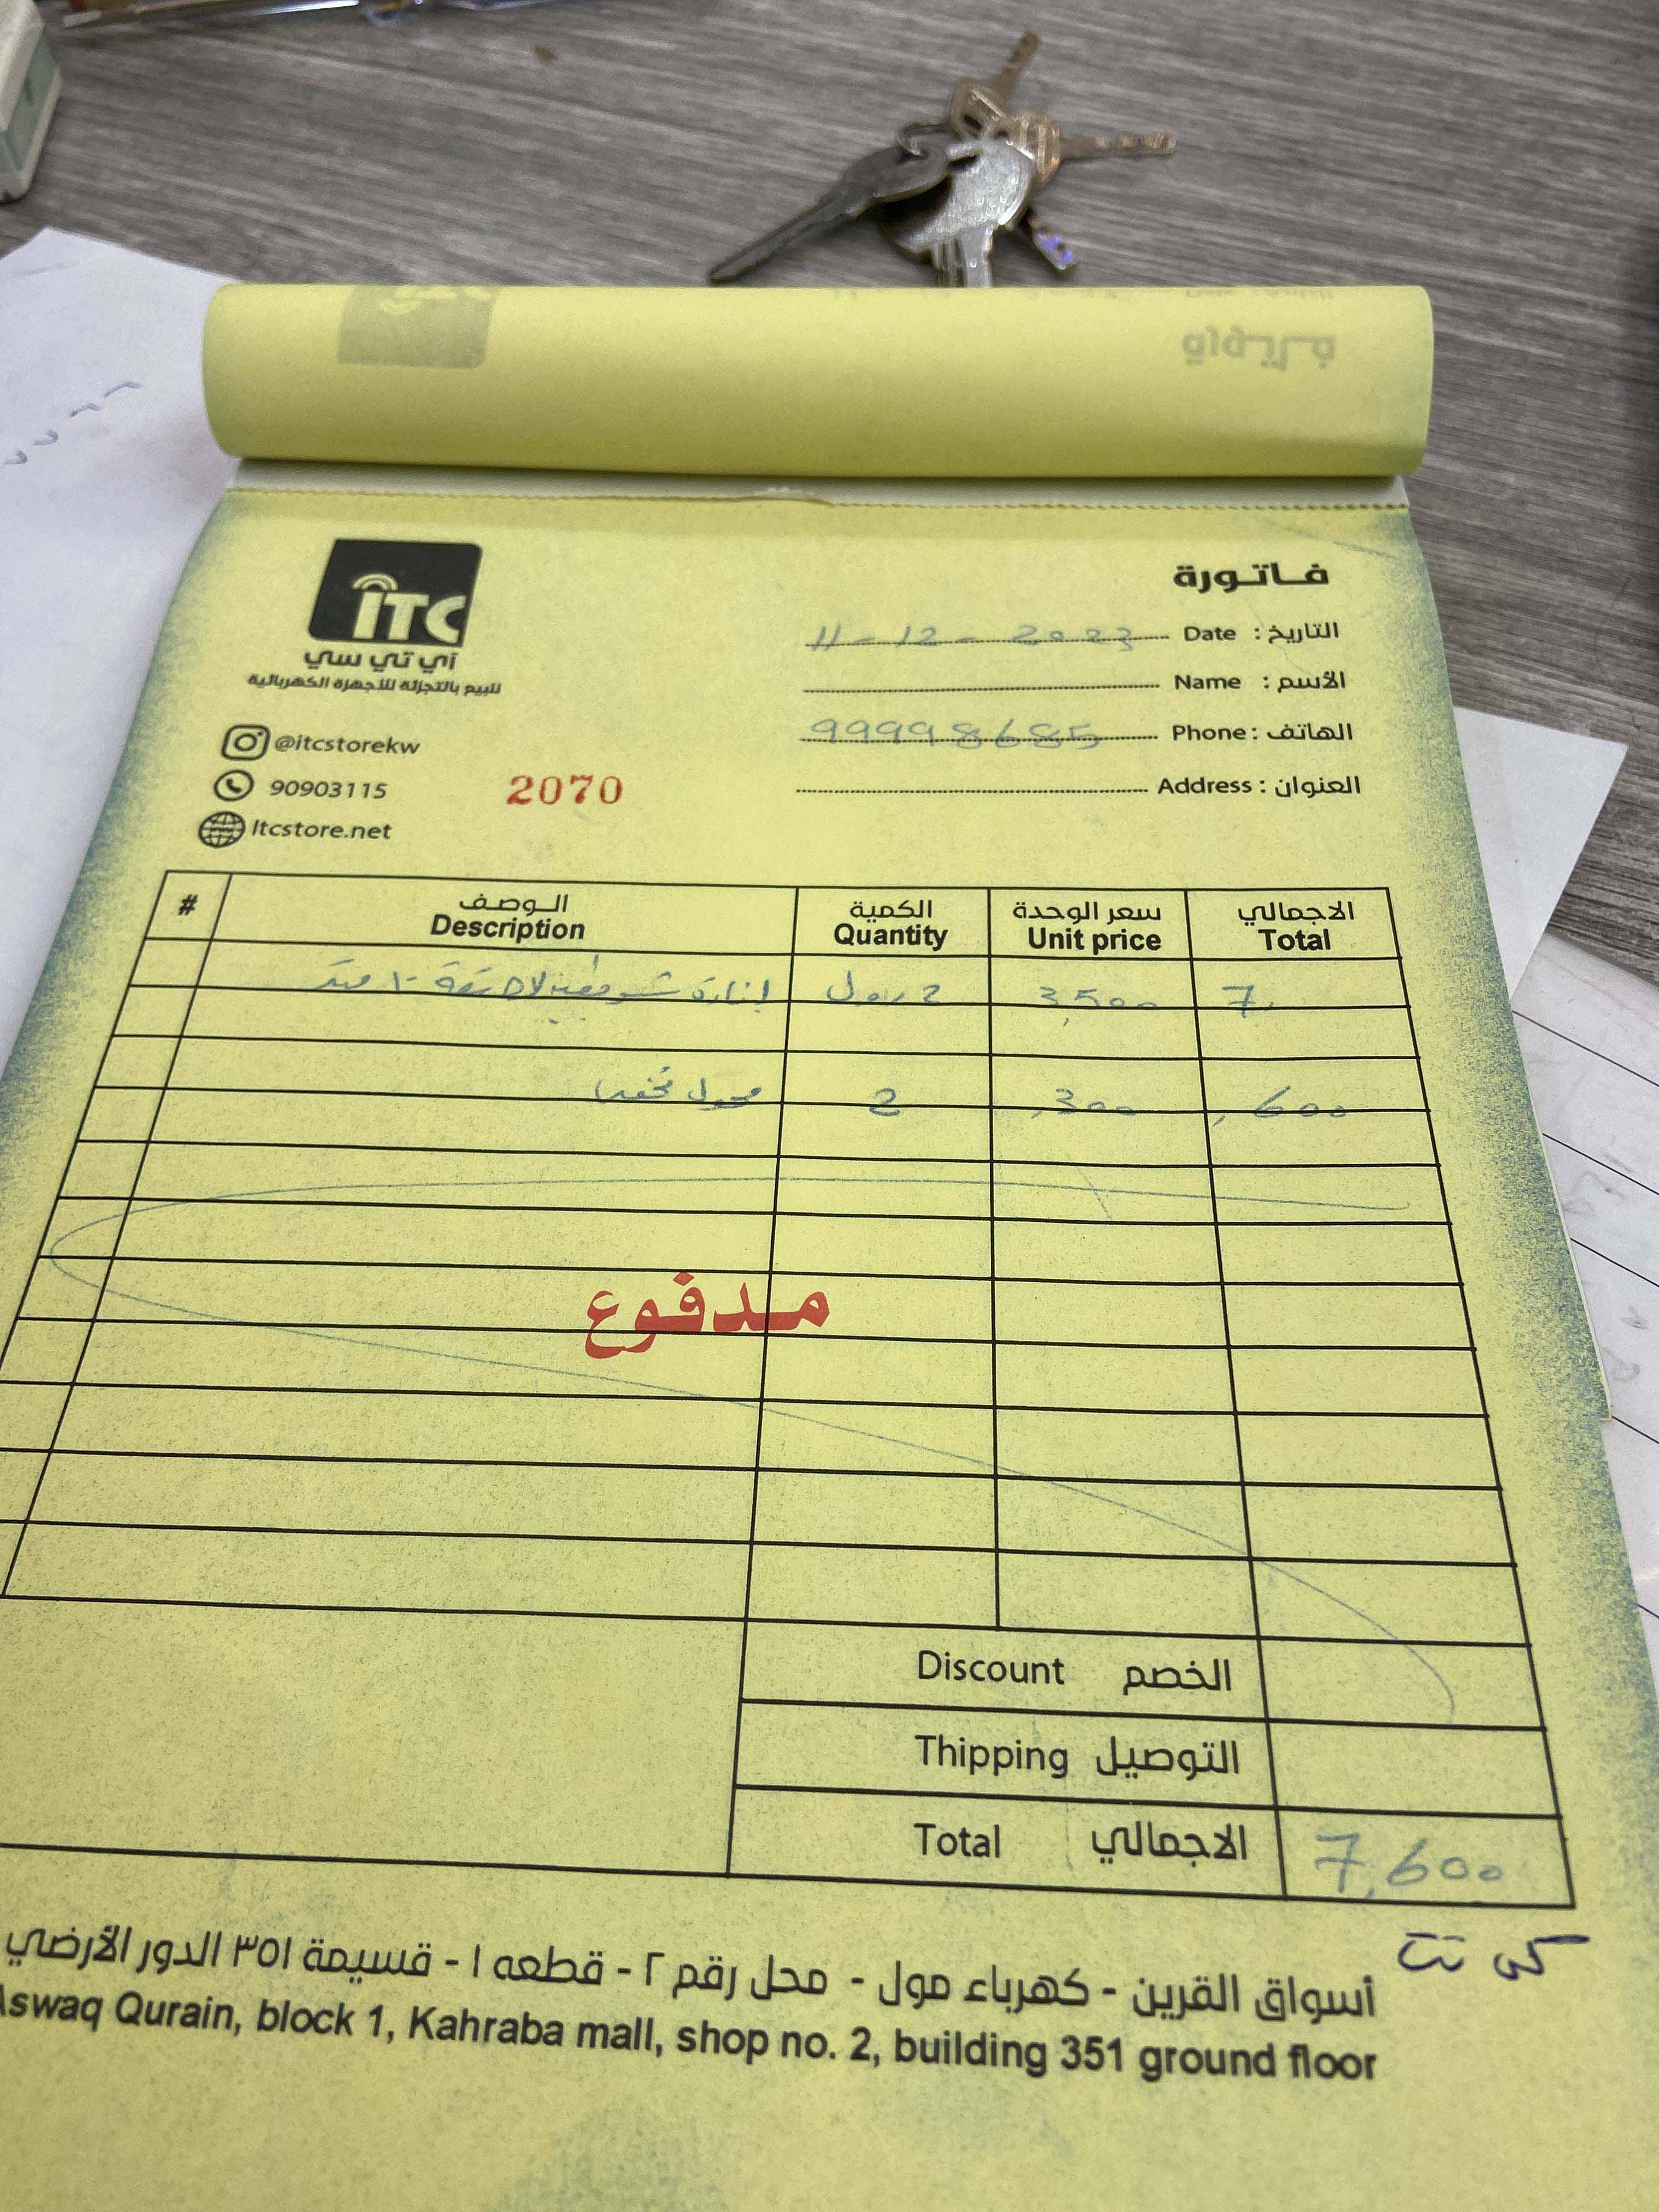 ITC
آي تي سي
للبيع بالتجزئة للأجهزة الكهربائية
@itcstorekw
90903115
Itcstore.net
2070
فاتورة
التاريخ : Date 11 - 12 - 2023
الأسم : Name
الهاتف : Phone 99998685
العنوان : Address
# الوصف الكمية سعر الوحدة الاجمالي
Description Quantity Unit price Total
إنارة لاصقة ١٠ متر 2 رول 3,500 7,
محول 2 ,300 ,600
مدفوع
Discount الخصم
Thipping التوصيل
Total الاجمالي 7,600
كي نت
أسواق القرين - كهرباء مول - محل رقم ٢ - قطعه ١ - قسيمة ٣٥١ الدور الأرضي
Aswaq Qurain, block 1, Kahraba mall, shop no. 2, building 351 ground floor